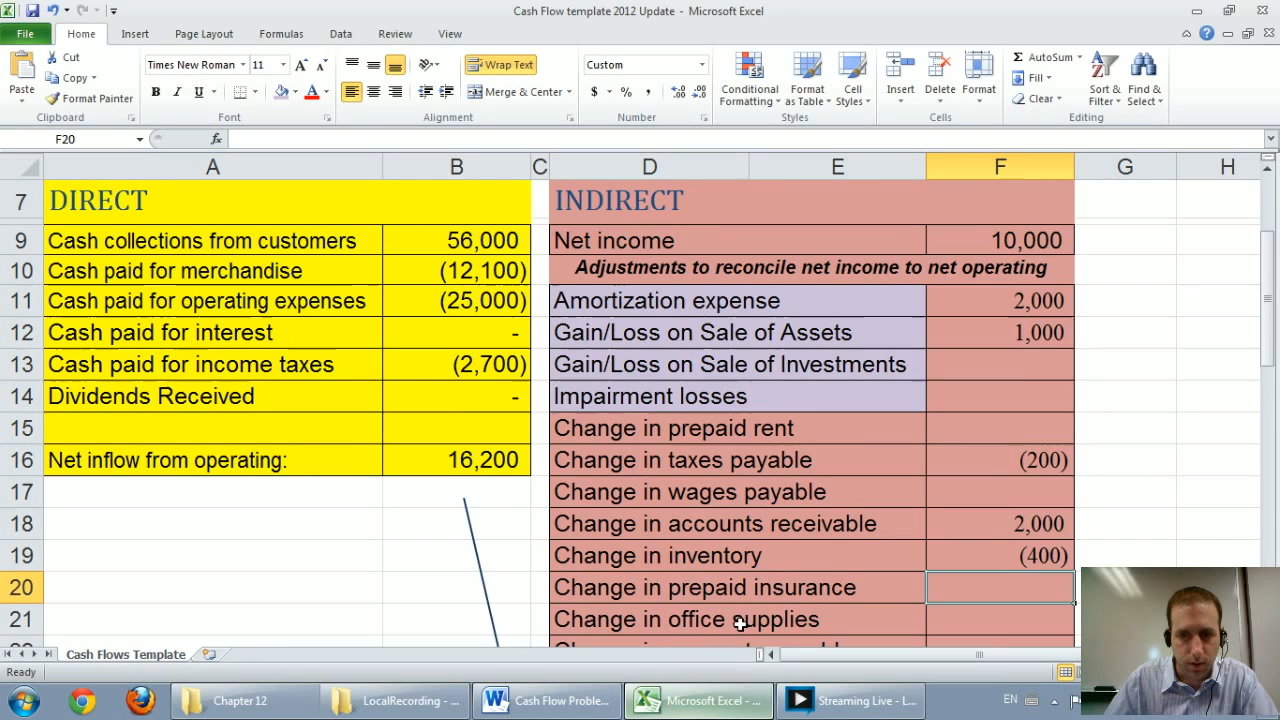 Cash Flow template 2012 Update - Microsoft Excel
File Home Insert Page Layout Formulas Data Review View
Cut
Copy
Format Painter
Paste
Clipboard
Times New Roman 11
B I U
A A
A
Font
Wrap Text
Merge & Center
Alignment
Custom
$ % ,
.00
Number
Conditional Formatting
Format as Table
Cell Styles
Styles
Insert Delete Format
Cells
Σ AutoSum
Fill
Clear
Sort & Filter
Find & Select
Editing
F20 fx
A B C D E F G H
7 DIRECT INDIRECT
9 Cash collections from customers 56,000 Net income 10,000
10 Cash paid for merchandise (12,100) Adjustments to reconcile net income to net operating
11 Cash paid for operating expenses (25,000) Amortization expense 2,000
12 Cash paid for interest - Gain/Loss on Sale of Assets 1,000
13 Cash paid for income taxes (2,700) Gain/Loss on Sale of Investments
14 Dividends Received - Impairment losses
15 Change in prepaid rent
16 Net inflow from operating: 16,200 Change in taxes payable (200)
17 Change in wages payable
18 Change in accounts receivable 2,000
19 Change in inventory (400)
20 Change in prepaid insurance
21 Change in office supplies
Cash Flows Template
Ready
Chapter 12
LocalRecording - ...
Cash Flow Proble...
Microsoft Excel - ...
Streaming Live - ...
EN